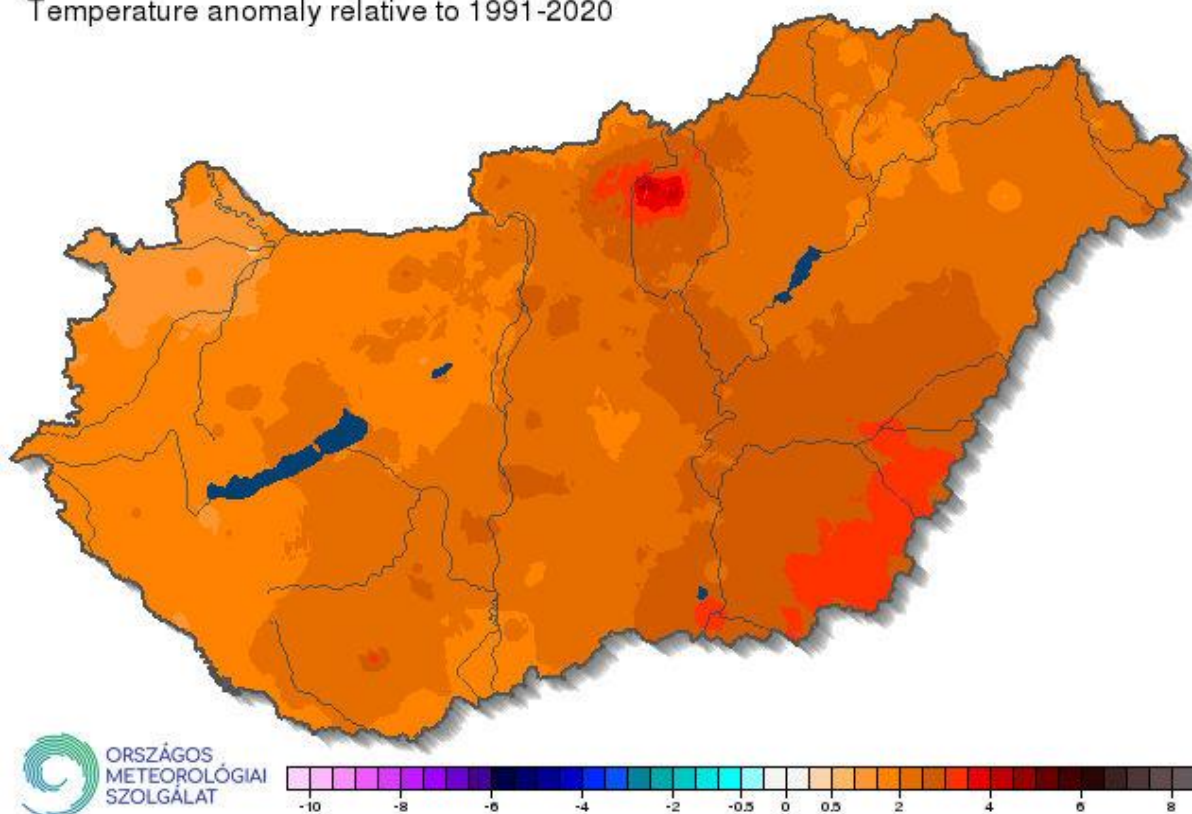 Temperature anomaly relative to 1991-2020
ORSZÁGOS
METEOROLÓGIAI
SZOLGÁLAT
-10 -8 -6 -4 -2 -0.5 0 0.5 2 4 6 8